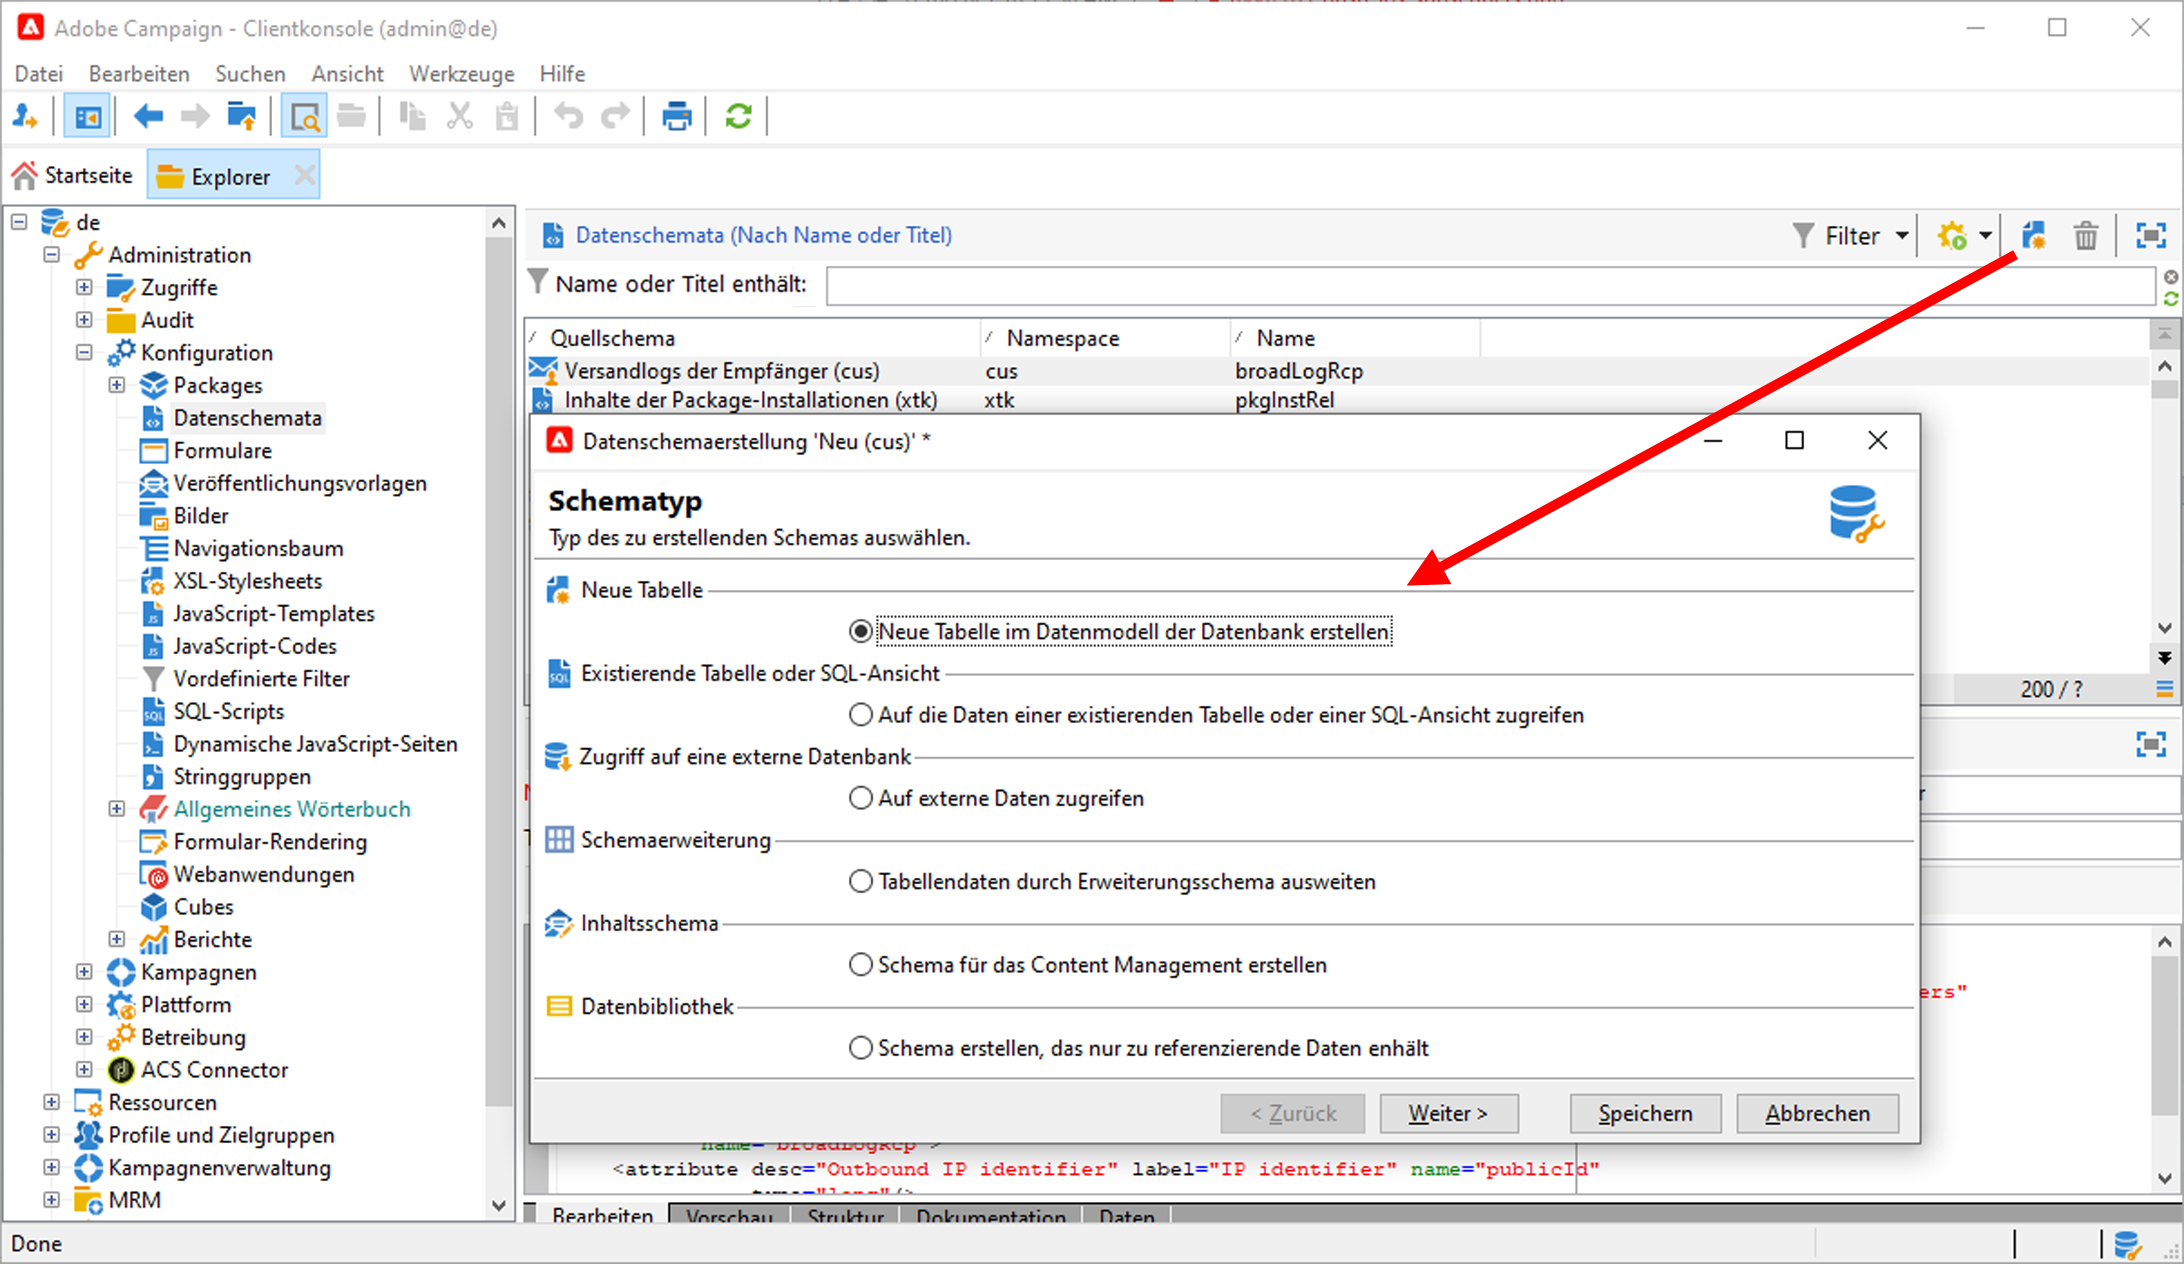 Adobe Campaign - Clientkonsole (admin@de)
Datei Bearbeiten Suchen Ansicht Werkzeuge Hilfe
Startseite Explorer
de
Administration
Zugriffe
Audit
Konfiguration
Packages
Datenschemata
Formulare
Veröffentlichungsvorlagen
Bilder
Navigationsbaum
XSL-Stylesheets
JavaScript-Templates
JavaScript-Codes
Vordefinierte Filter
SQL-Scripts
Dynamische JavaScript-Seiten
Stringgruppen
Allgemeines Wörterbuch
Formular-Rendering
Webanwendungen
Cubes
Berichte
Kampagnen
Plattform
Betreibung
ACS Connector
Ressourcen
Profile und Zielgruppen
Kampagnenverwaltung
MRM
Datenschemata (Nach Name oder Titel)
Filter
Name oder Titel enthält:
Quellschema Namespace Name
Versandlogs der Empfänger (cus) cus broadLogRcp
Inhalte der Package-Installationen (xtk) xtk pkgInstRel
200 / ?
Datenschemaerstellung 'Neu (cus)' *
Schematyp
Typ des zu erstellenden Schemas auswählen.
Neue Tabelle
Neue Tabelle im Datenmodell der Datenbank erstellen
Existierende Tabelle oder SQL-Ansicht
Auf die Daten einer existierenden Tabelle oder einer SQL-Ansicht zugreifen
Zugriff auf eine externe Datenbank
Auf externe Daten zugreifen
Schemaerweiterung
Tabellendaten durch Erweiterungsschema ausweiten
Inhaltsschema
Schema für das Content Management erstellen
Datenbibliothek
Schema erstellen, das nur zu referenzierende Daten enhält
< Zurück Weiter > Speichern Abbrechen
ers"
name="broadLogRcp">
<attribute desc="Outbound IP identifier" label="IP identifier" name="publicId"
type="long"/>
Bearbeiten Vorschau Struktur Dokumentation Daten
Done